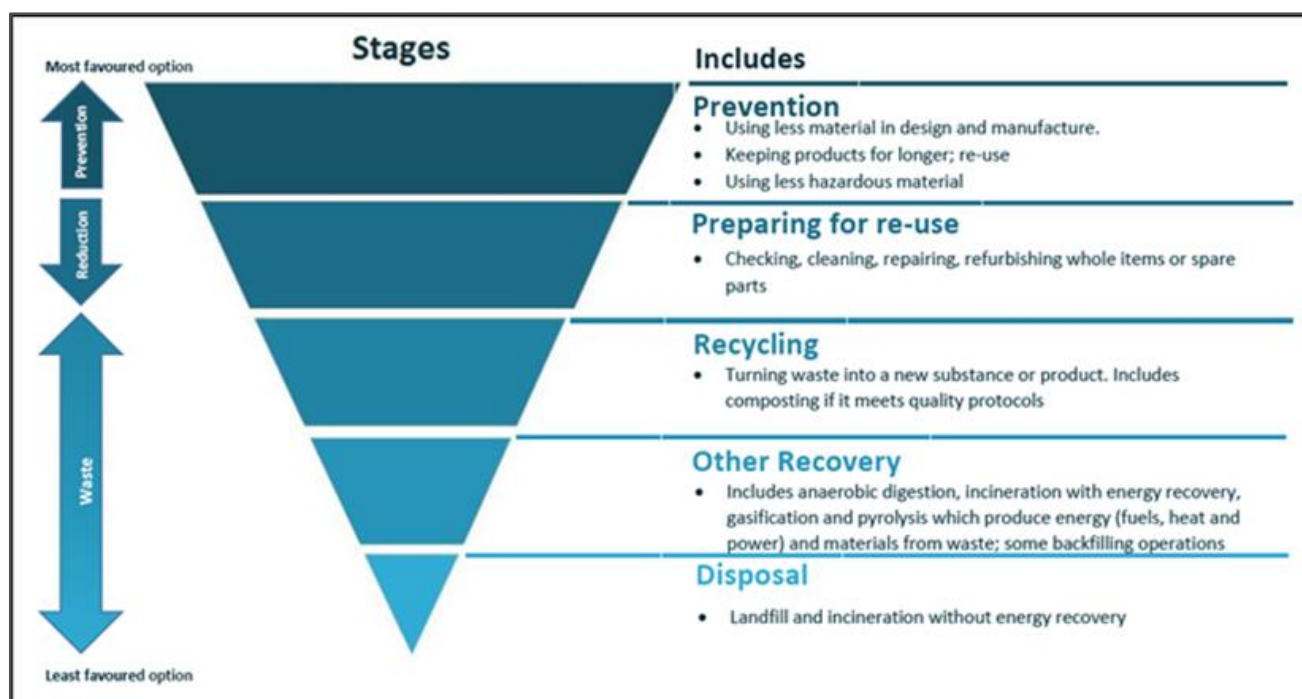 Stages
Includes
Most favoured option
Prevention
Reduction
Waste
Least favoured option
Prevention
• Using less material in design and manufacture.
• Keeping products for longer; re-use
• Using less hazardous material
Preparing for re-use
• Checking, cleaning, repairing, refurbishing whole items or spare
parts
Recycling
• Turning waste into a new substance or product. Includes
composting if it meets quality protocols
Other Recovery
• Includes anaerobic digestion, incineration with energy recovery,
gasification and pyrolysis which produce energy (fuels, heat and
power) and materials from waste; some backfilling operations
Disposal
• Landfill and incineration without energy recovery